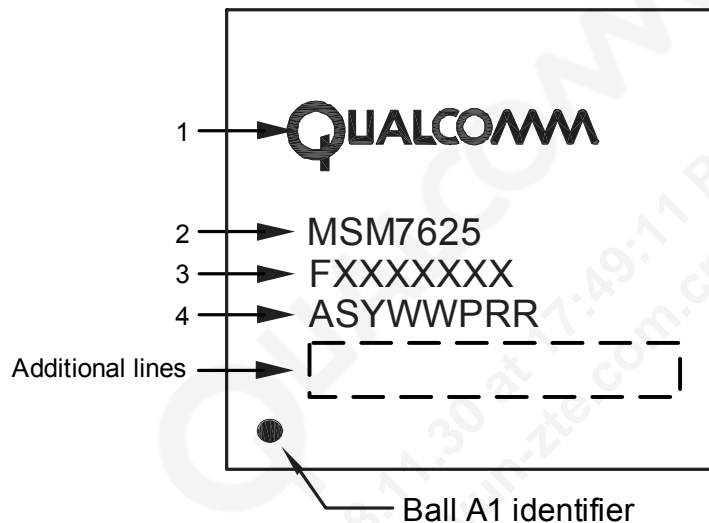 1 QUALCOMM
2 MSM7625
3 FXXXXXXX
4 ASYWWPRR
Additional lines
Ball A1 identifier